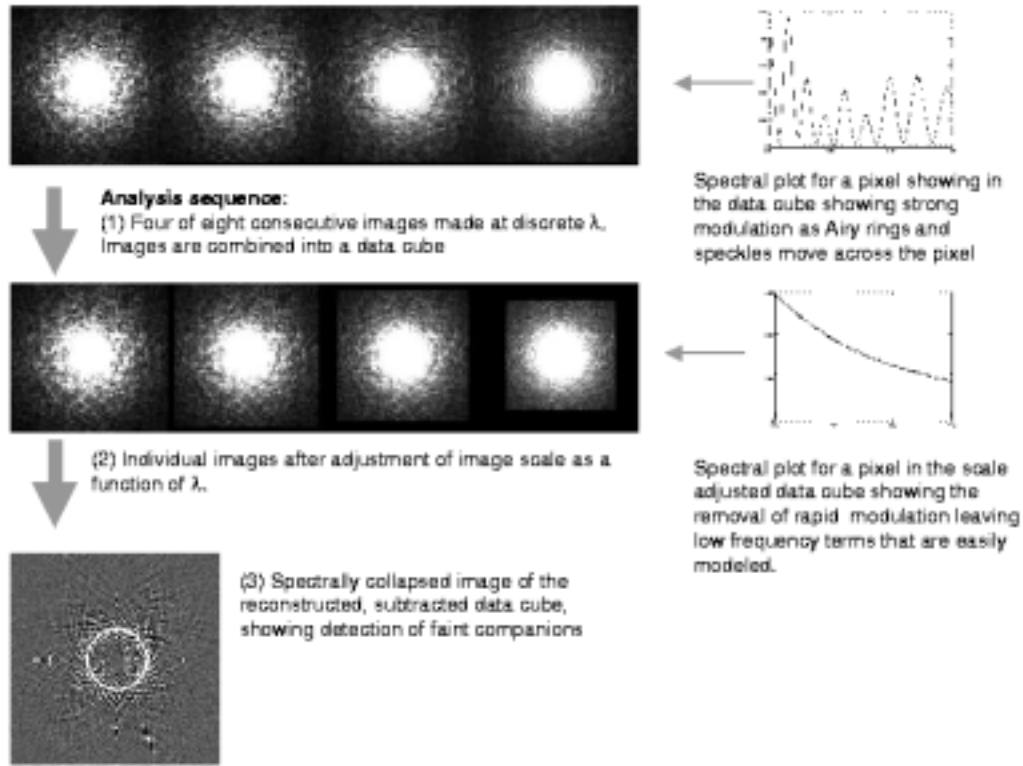 Analysis sequence:
(1) Four of eight consecutive images made at discrete λ.
Images are combined into a data cube
Spectral plot for a pixel showing in
the data cube showing strong
modulation as Airy rings and
speckles move across the pixel
(2) Individual images after adjustment of image scale as a
function of λ.
Spectral plot for a pixel in the scale
adjusted data cube showing the
removal of rapid modulation leaving
low frequency terms that are easily
modeled.
(3) Spectrally collapsed image of the
reconstructed, subtracted data cube,
showing detection of faint companions